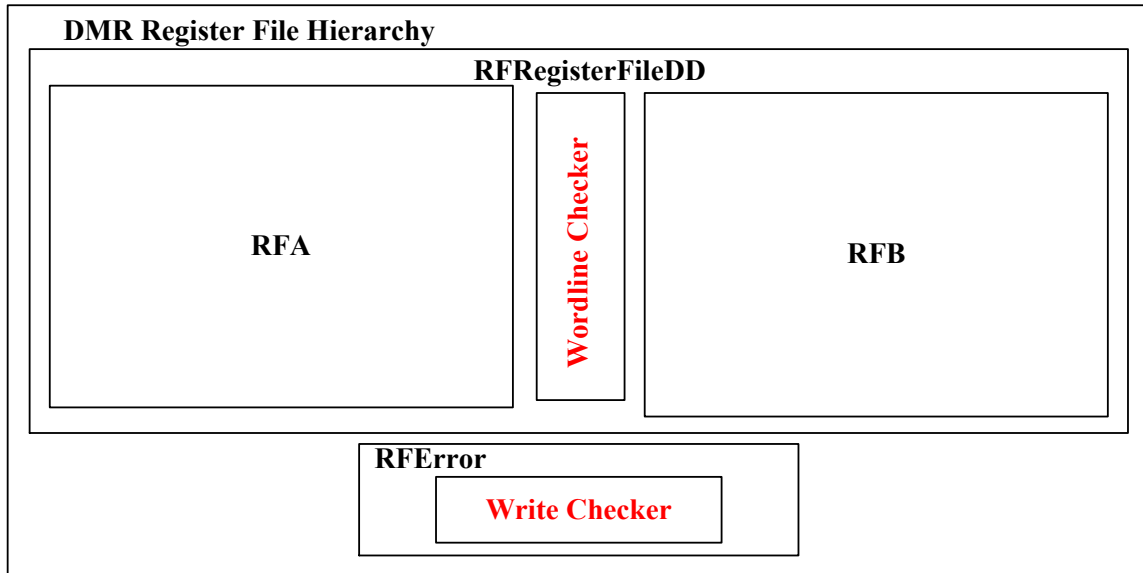 DMR Register File Hierarchy
RFRegisterFileDD
RFA
Wordline Checker
RFB
RFError
Write Checker